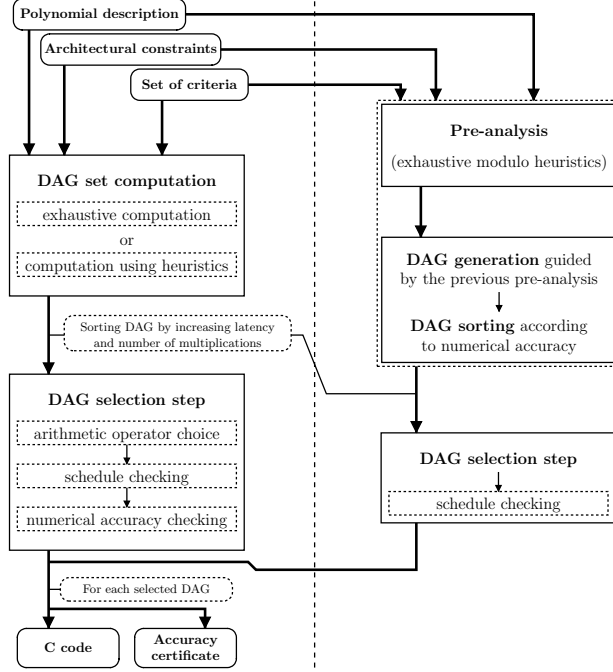 Polynomial description
Architectural constraints
Set of criteria
DAG set computation
exhaustive computation
or
computation using heuristics
Sorting DAG by increasing latency
and number of multiplications
DAG selection step
arithmetic operator choice
schedule checking
numerical accuracy checking
For each selected DAG
C code
Accuracy
certificate
Pre-analysis
(exhaustive modulo heuristics)
DAG generation guided
by the previous pre-analysis
DAG sorting according
to numerical accuracy
DAG selection step
schedule checking